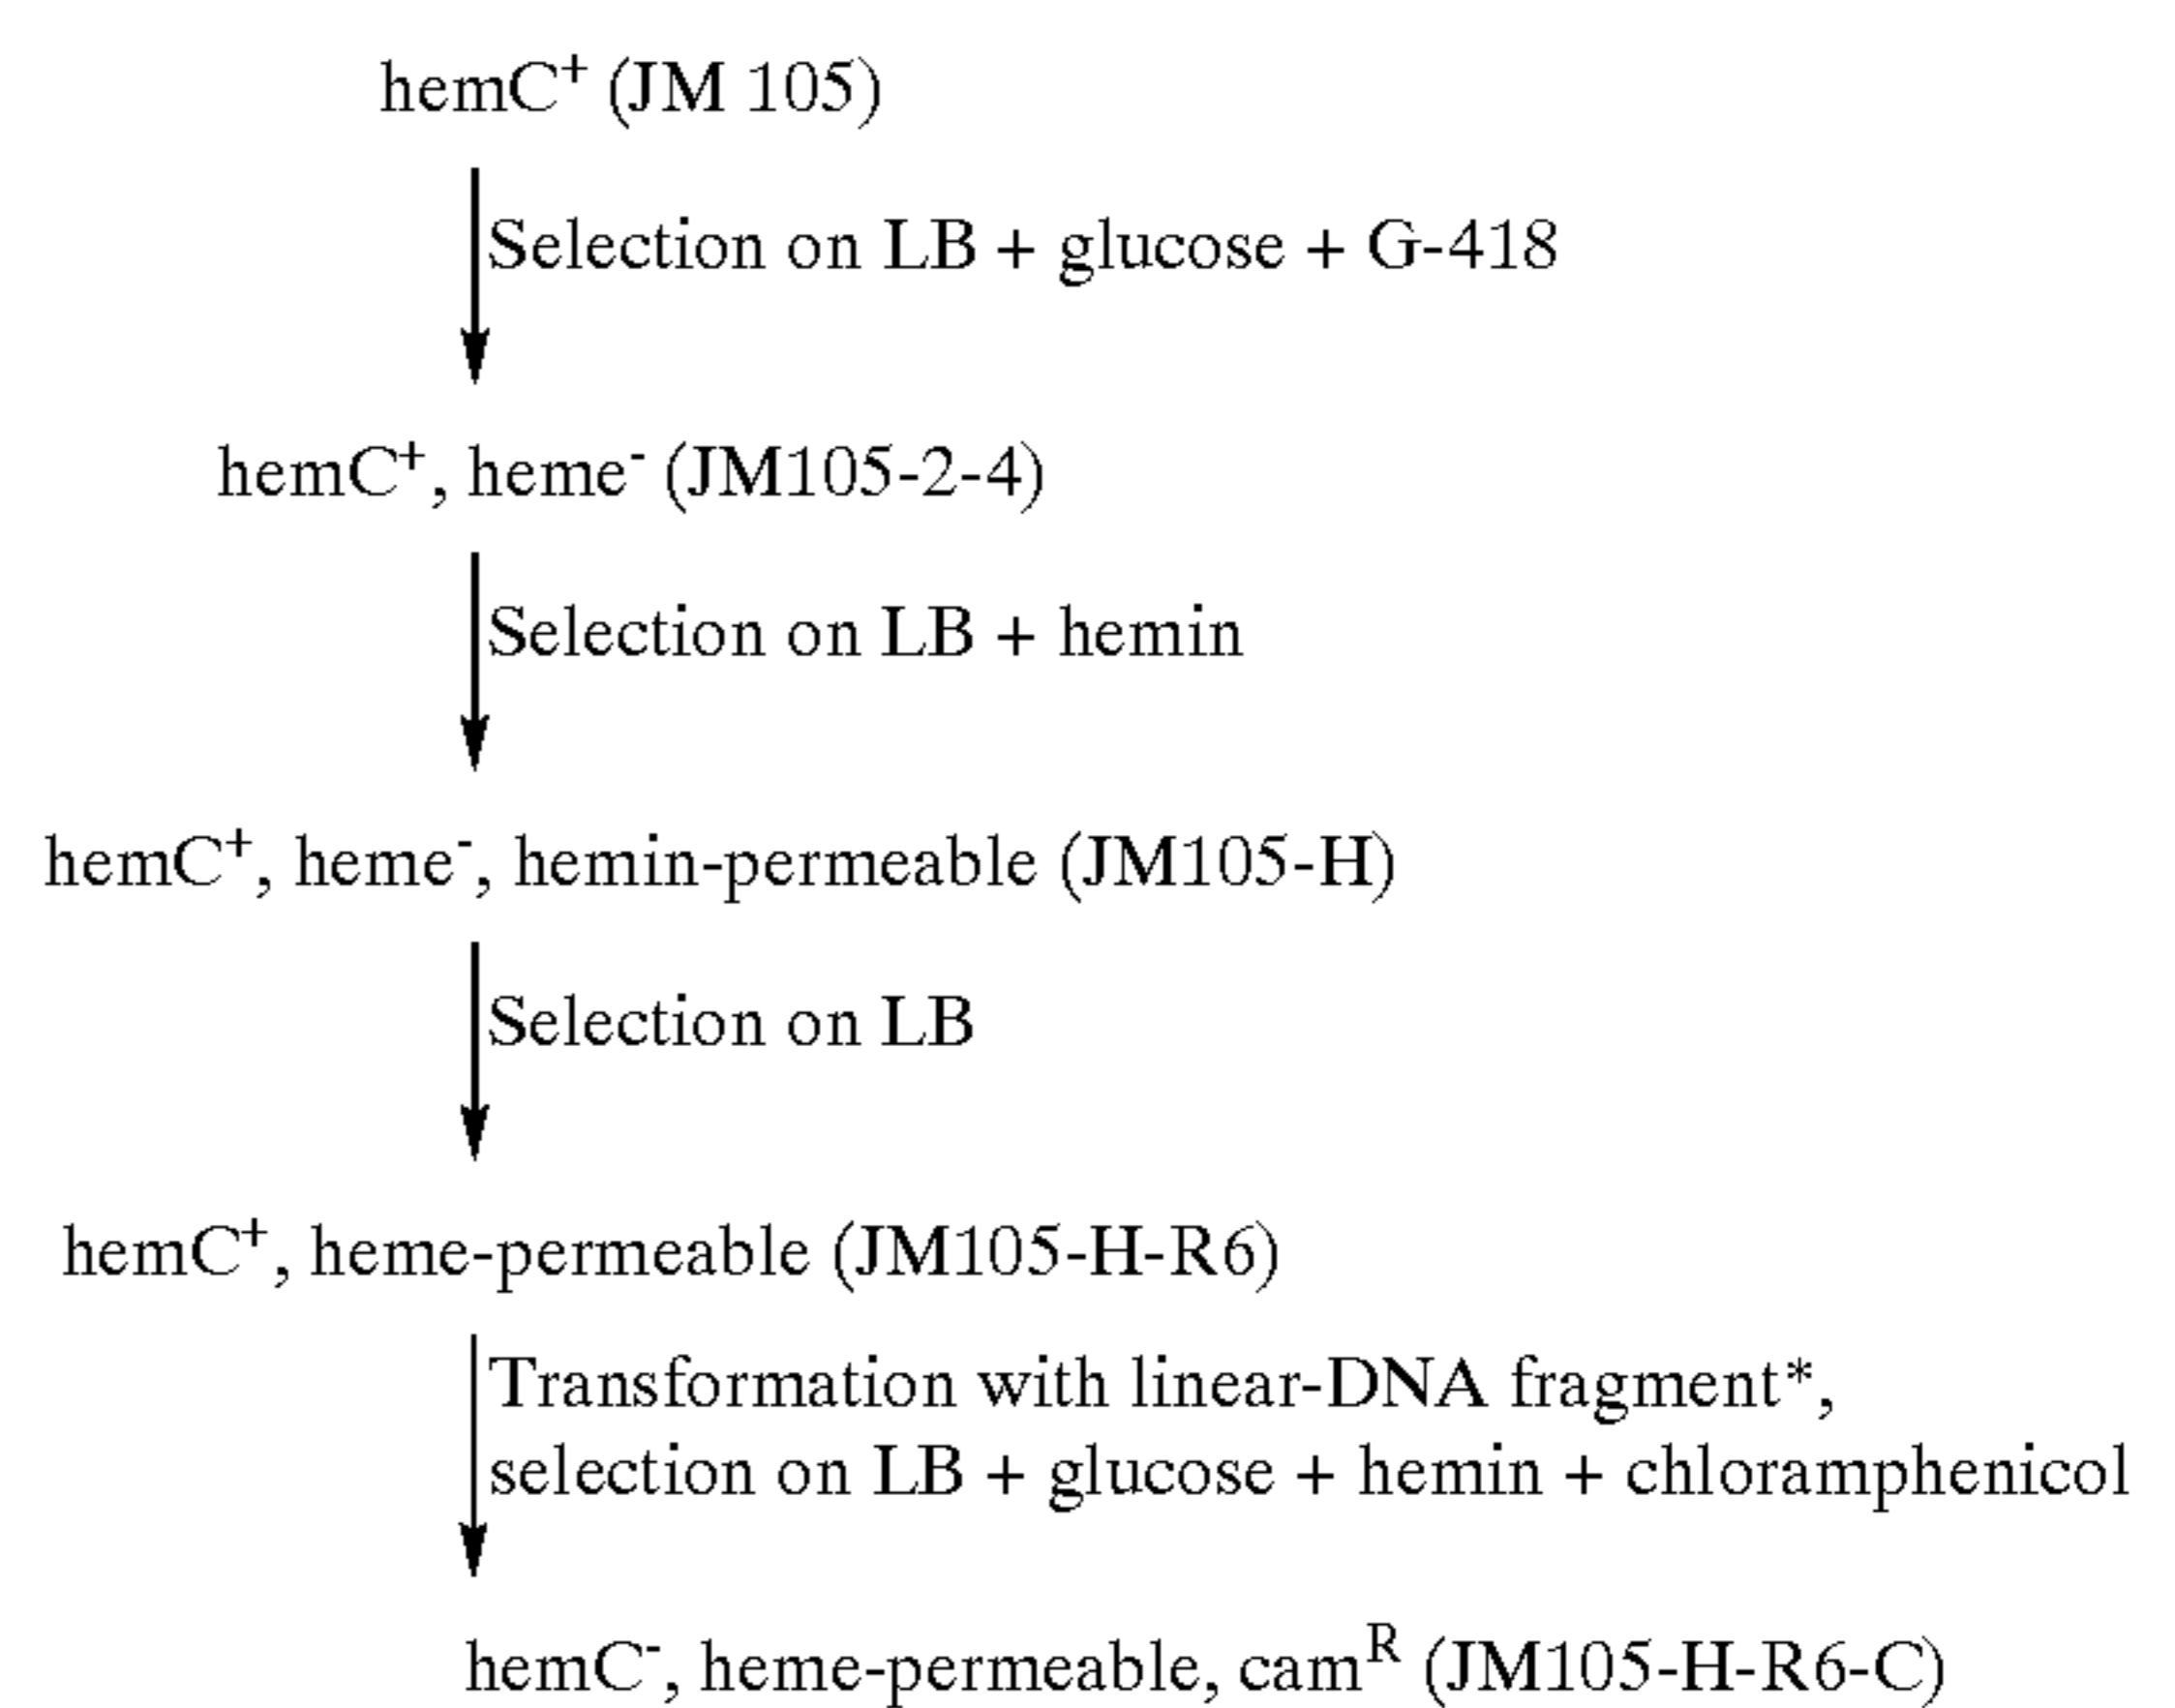 hemC⁺ (JM 105)
Selection on LB + glucose + G-418
hemC⁺, heme⁻ (JM105-2-4)
Selection on LB + hemin
hemC⁺, heme⁻, hemin-permeable (JM105-H)
Selection on LB
hemC⁺, heme-permeable (JM105-H-R6)
Transformation with linear-DNA fragment*,
selection on LB + glucose + hemin + chloramphenicol
hemC⁻, heme-permeable, camᴿ (JM105-H-R6-C)